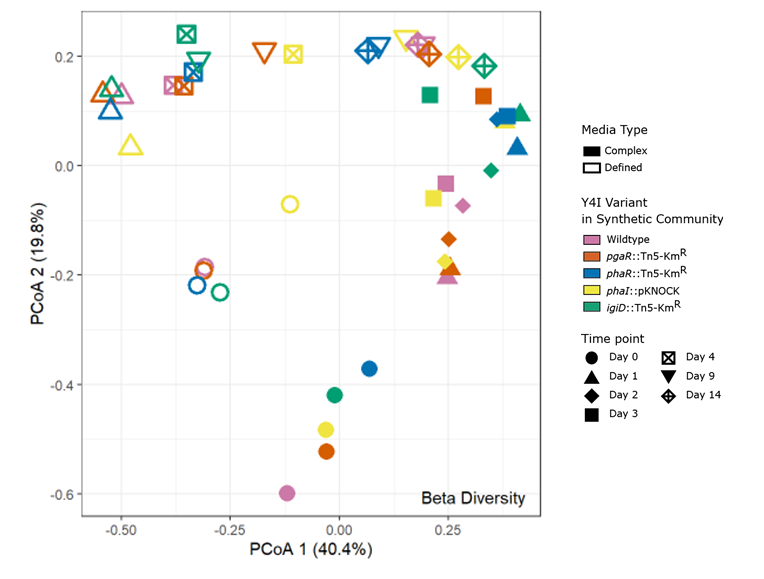 0.2
0.0
-0.2
-0.4
-0.6
PCoA 2 (19.8%)
-0.50
-0.25
0.00
0.25
PCoA 1 (40.4%)
Beta Diversity
Media Type
Complex
Defined
Y4I Variant
in Synthetic Community
Wildtype
pgaR::Tn5-KmR
phaR::Tn5-KmR
phaI::pKNOCK
igiD::Tn5-KmR
Time point
Day 0
Day 4
Day 1
Day 9
Day 2
Day 14
Day 3